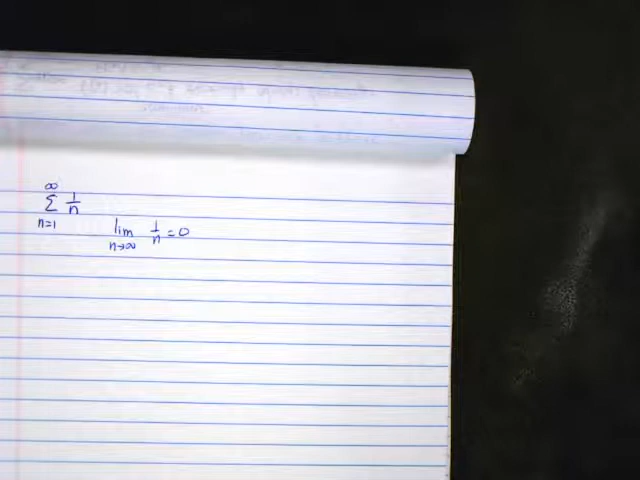 ∞
∑ 1/n
n=1
lim 1/n = 0
n→∞